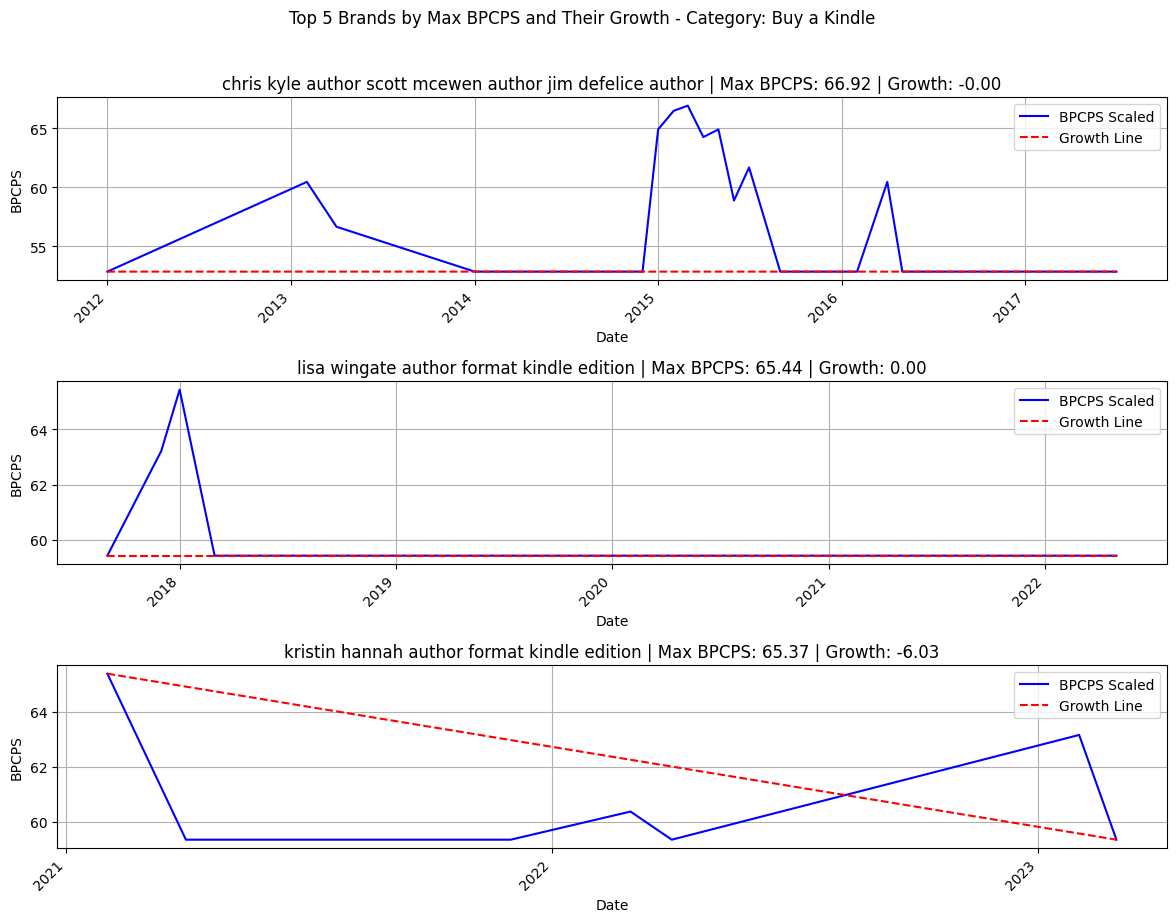 Top 5 Brands by Max BPCPS and Their Growth - Category: Buy a Kindle
chris kyle author scott mcewen author jim defelice author | Max BPCPS: 66.92 | Growth: -0.00
BPCPS Scaled
Growth Line
65
60
55
BPCPS
2012
2013
2014
2015
2016
2017
Date
lisa wingate author format kindle edition | Max BPCPS: 65.44 | Growth: 0.00
BPCPS Scaled
Growth Line
64
62
60
BPCPS
2018
2019
2020
2021
2022
Date
kristin hannah author format kindle edition | Max BPCPS: 65.37 | Growth: -6.03
BPCPS Scaled
Growth Line
64
62
60
BPCPS
2021
2022
2023
Date